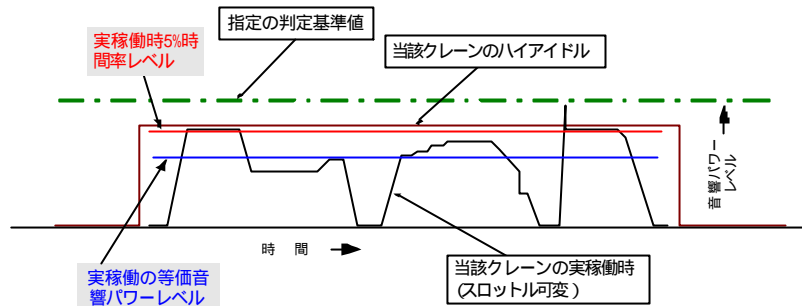 指定の判定基準値
実稼働時5%時
間率レベル
当該クレーンのハイアイドル
音響パワー
レベル
時 間
実稼働の等価音
響パワーレベル
当該クレーンの実稼働時
(スロットル可変)